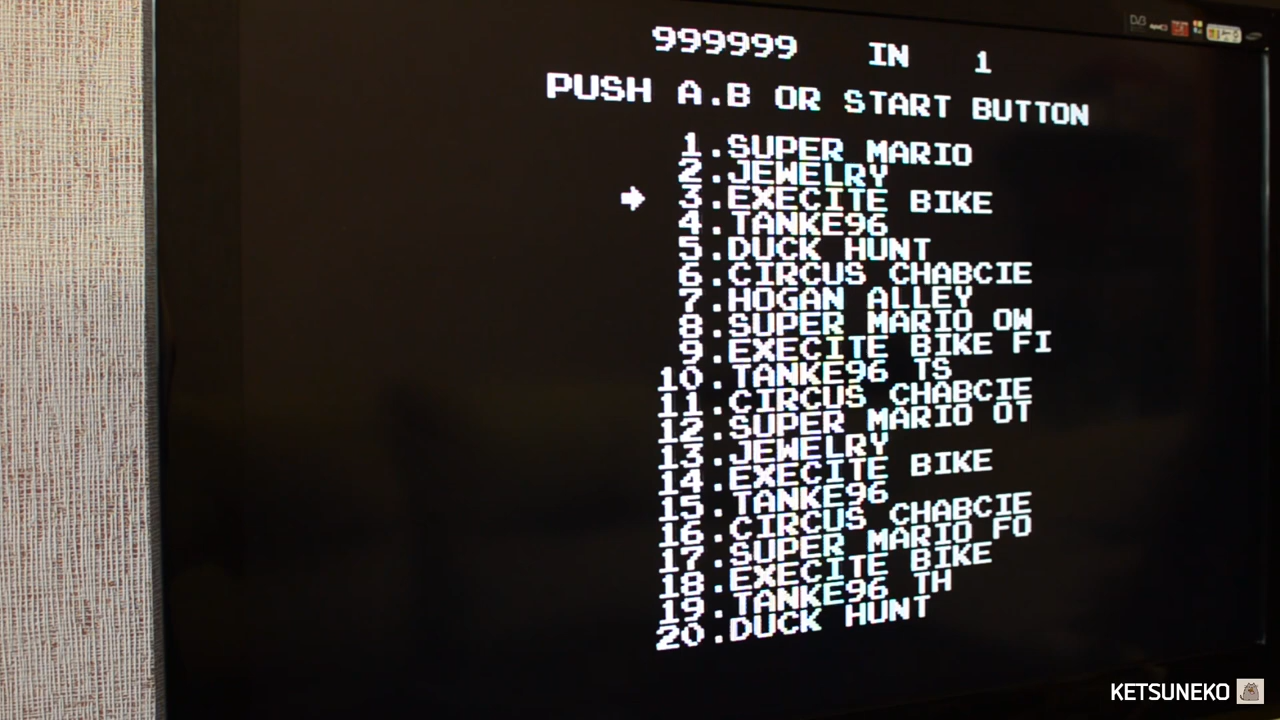 DVB
999999 IN 1
PUSH A.B OR START BUTTON
1.SUPER MARIO
2.JEWELRY
3.EXECITE BIKE
4.TANKE96
5.DUCK HUNT
6.CIRCUS CHABCIE
7.HOGAN ALLEY
8.SUPER MARIO OW
9.EXECITE BIKE FI
10.TANKE96 TS
11.CIRCUS CHABCIE
12.SUPER MARIO OT
13.JEWELRY
14.EXECITE BIKE
15.TANKE96
16.CIRCUS CHABCIE
17.SUPER MARIO FO
18.EXECITE BIKE
19.TANKE96 TH
20.DUCK HUNT
KETSUNEKO